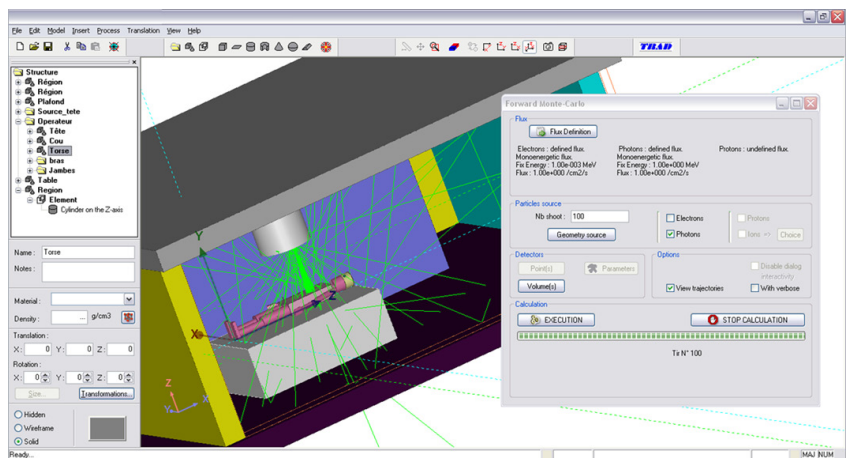 File Edit Model Insert Process Translation View Help
TRAD
Structure
Région
Région
Plafond
Source_tete
Operateur
Tête
Cou
Torse
bras
Jambes
Table
Region
Element
Cylinder on the Z-axis
Name : Torse
Notes :
Material :
Density : ... g/cm3
Translation :
X : 0 Y : 0 Z : 0
Rotation :
X : 0 Y : 0 Z : 0
Size... Transformations...
Hidden
Wireframe
Solid
Ready...
MAJ NUM
Y
X
Z
Z
Y
X
Forward Monte-Carlo
Flux
Flux Definition
Electrons : defined flux. Photons : defined flux. Protons : undefined flux.
Monoenergetic flux. Monoenergetic flux.
Fix Energy : 1.00e-003 MeV Fix Energy : 1.00e+000 MeV
Flux : 1.00e+000 /cm2/s Flux : 1.00e+000 /cm2/s
Particles source
Nb shoot : 100
Geometry source
Electrons
Photons
Protons
Ions => Choice
Detectors
Point(s) Parameters
Volume(s)
Options
Disable dialog
interactivity
View trajectories With verbose
Calculation
EXECUTION STOP CALCULATION
Tir N° 100